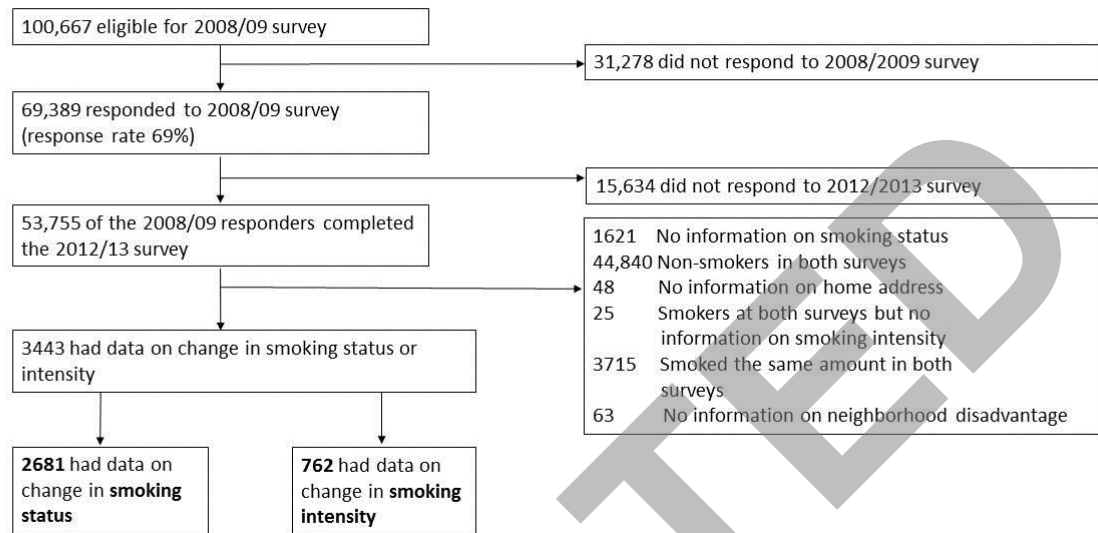 100,667 eligible for 2008/09 survey
31,278 did not respond to 2008/2009 survey
69,389 responded to 2008/09 survey
(response rate 69%)
15,634 did not respond to 2012/2013 survey
53,755 of the 2008/09 responders completed
the 2012/13 survey
1621 No information on smoking status
44,840 Non-smokers in both surveys
48 No information on home address
25 Smokers at both surveys but no
information on smoking intensity
3715 Smoked the same amount in both
surveys
63 No information on neighborhood disadvantage
3443 had data on change in smoking status or
intensity
2681 had data on
change in smoking
status
762 had data on
change in smoking
intensity
TED